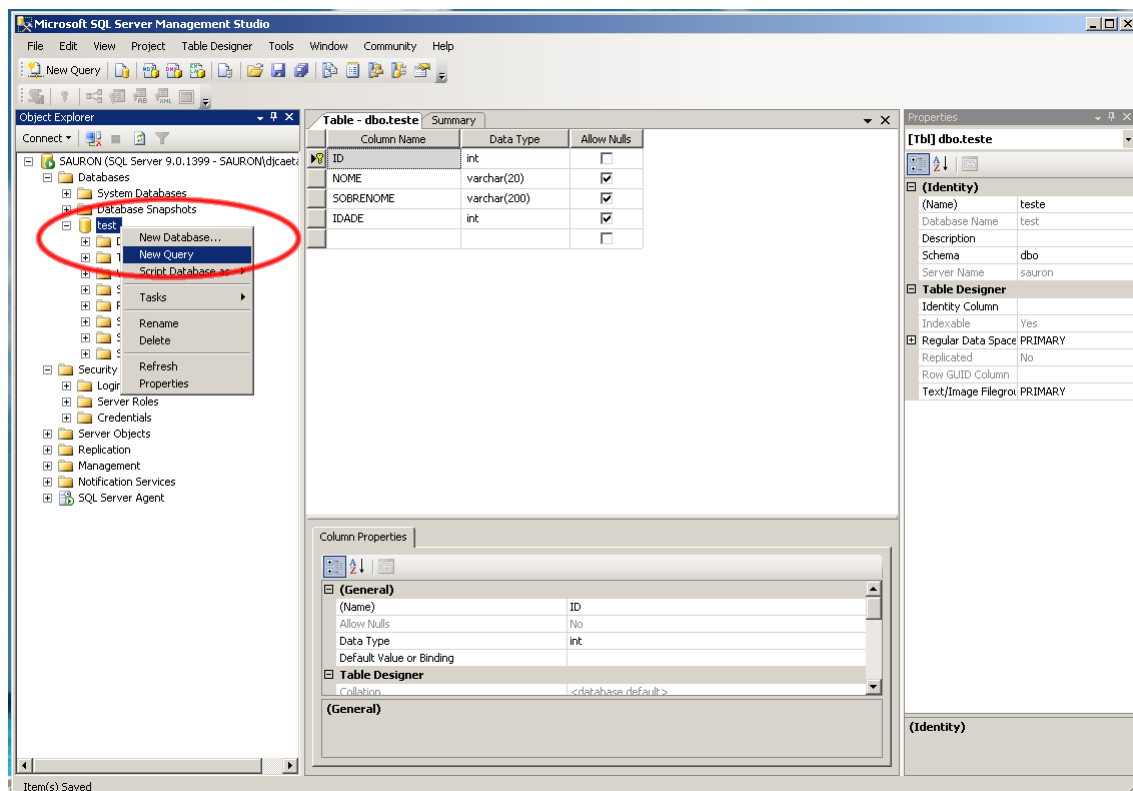 Microsoft SQL Server Management Studio
File Edit View Project Table Designer Tools Window Community Help
New Query
Object Explorer
Connect
SAURON (SQL Server 9.0.1399 - SAURON\djcaeta
Databases
System Databases
Database Snapshots
test
New Database...
New Query
Script Database as
Tasks
Rename
Delete
Refresh
Properties
Security
Login
Server Roles
Credentials
Server Objects
Replication
Management
Notification Services
SQL Server Agent
Table - dbo.teste Summary
Column Name Data Type Allow Nulls
ID int
NOME varchar(20)
SOBRENOME varchar(200)
IDADE int
Column Properties
(General)
(Name) ID
Allow Nulls No
Data Type int
Default Value or Binding
Table Designer
Collation <database default>
(General)
Properties
[Tbl] dbo.teste
(Identity)
(Name) teste
Database Name test
Description
Schema dbo
Server Name sauron
Table Designer
Identity Column
Indexable Yes
Regular Data Space PRIMARY
Replicated No
Row GUID Column
Text/Image Filegrou PRIMARY
(Identity)
Item(s) Saved